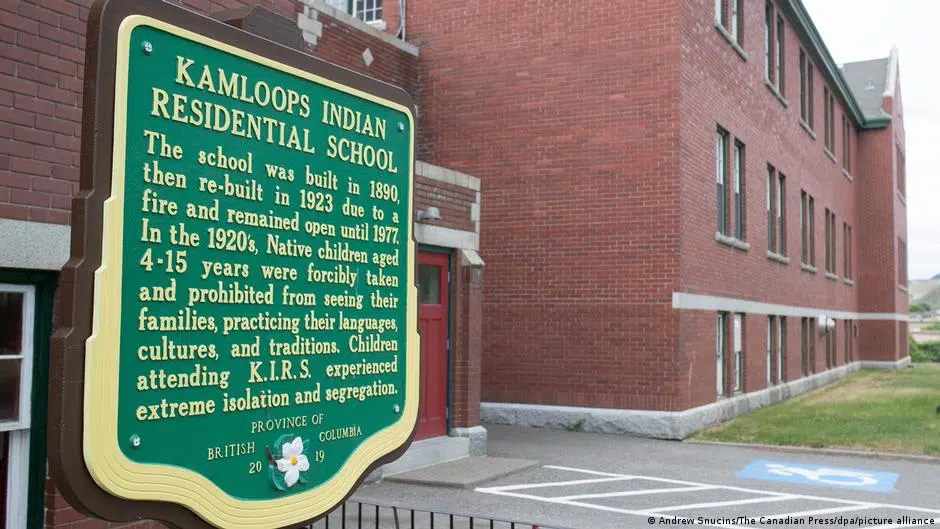 KAMLOOPS INDIAN
RESIDENTIAL SCHOOL
The school was built in 1890,
then re-built in 1923 due to a
fire and remained open until 1977.
In the 1920's, Native children aged
4-15 years were forcibly taken
and prohibited from seeing their
families, practicing their languages,
cultures, and traditions. Children
attending K.I.R.S. experienced
extreme isolation and segregation.
PROVINCE OF
BRITISH COLUMBIA
20 19
© Andrew Snucins/The Canadian Press/dpa/picture alliance